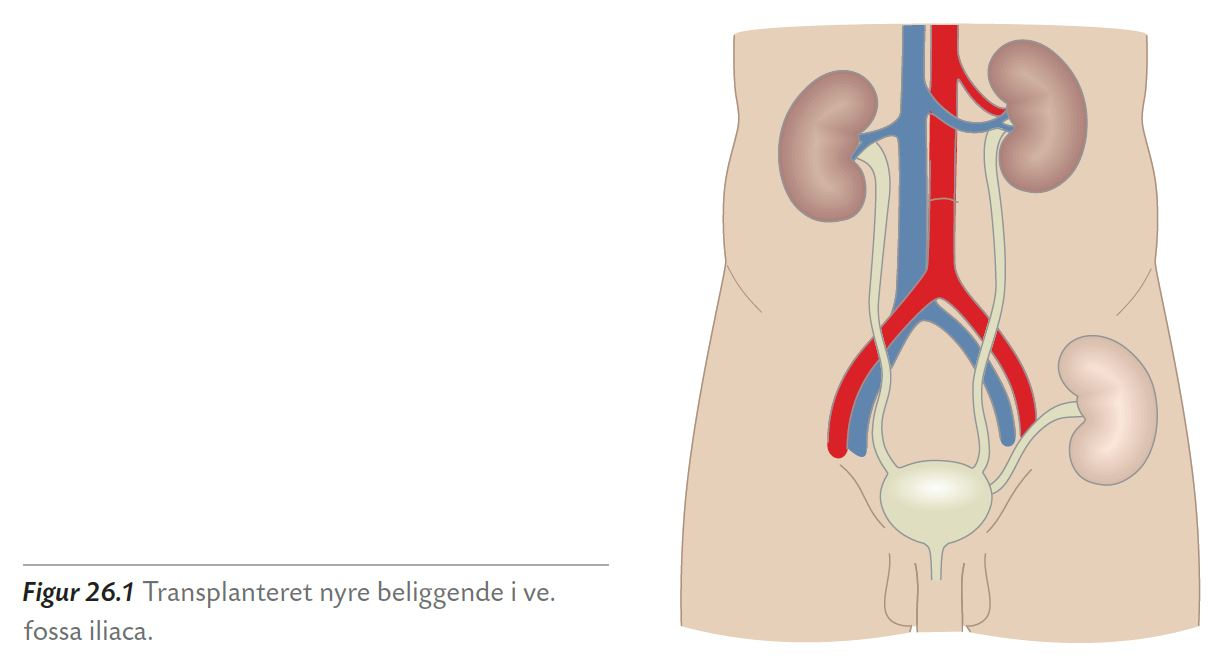 Figur 26.1 Transplanteret nyre beliggende i ve.
fossa iliaca.